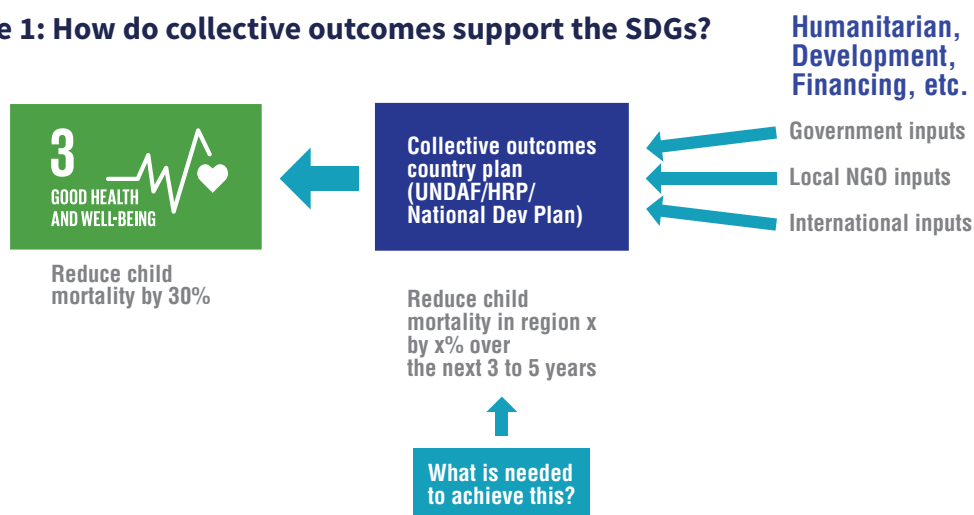 e 1: How do collective outcomes support the SDGs?
Humanitarian,
Development,
Financing, etc.
3
GOOD HEALTH
AND WELL-BEING
Reduce child
mortality by 30%
Collective outcomes
country plan
(UNDAF/HRP/
National Dev Plan)
Reduce child
mortality in region x
by x% over
the next 3 to 5 years
What is needed
to achieve this?
Government inputs
Local NGO inputs
International inputs